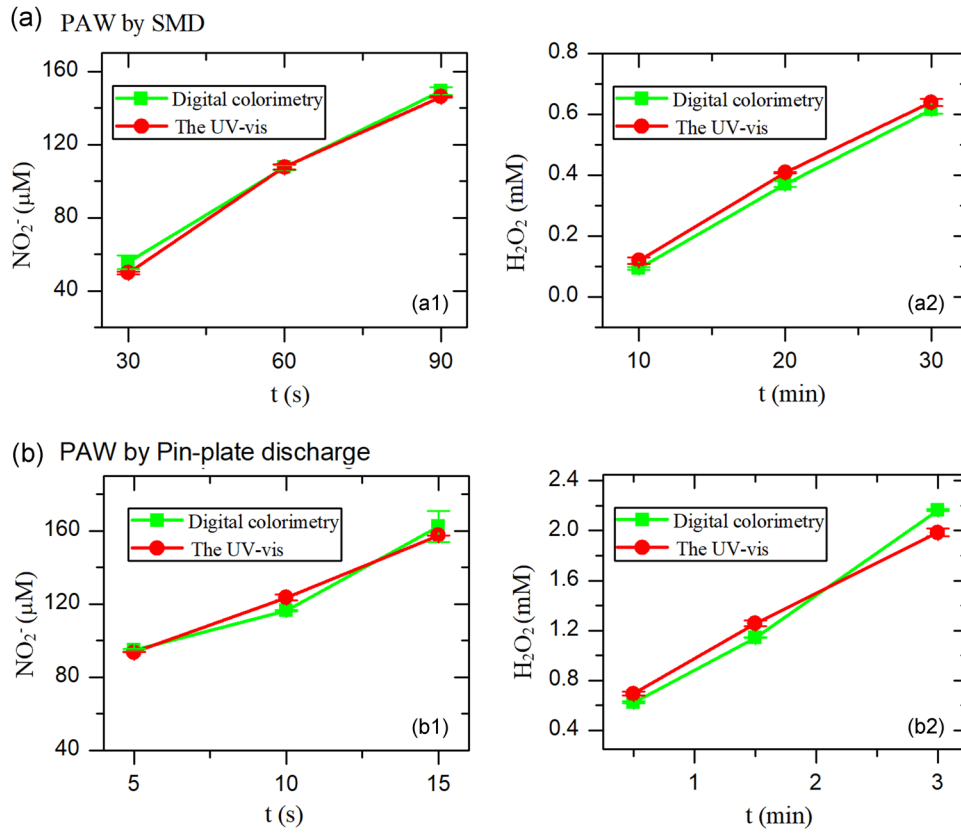 (a) PAW by SMD
160
120
80
40
NO₂⁻ (μM)
Digital colorimetry
The UV-vis
(a1)
30 60 90
t (s)
0.8
0.6
0.4
0.2
0.0
H₂O₂ (mM)
Digital colorimetry
The UV-vis
(a2)
10 20 30
t (min)
(b) PAW by Pin-plate discharge
160
120
80
40
NO₂⁻ (μM)
Digital colorimetry
The UV-vis
(b1)
5 10 15
t (s)
2.4
2.0
1.6
1.2
0.8
0.4
H₂O₂ (mM)
Digital colorimetry
The UV-vis
(b2)
1 2 3
t (min)